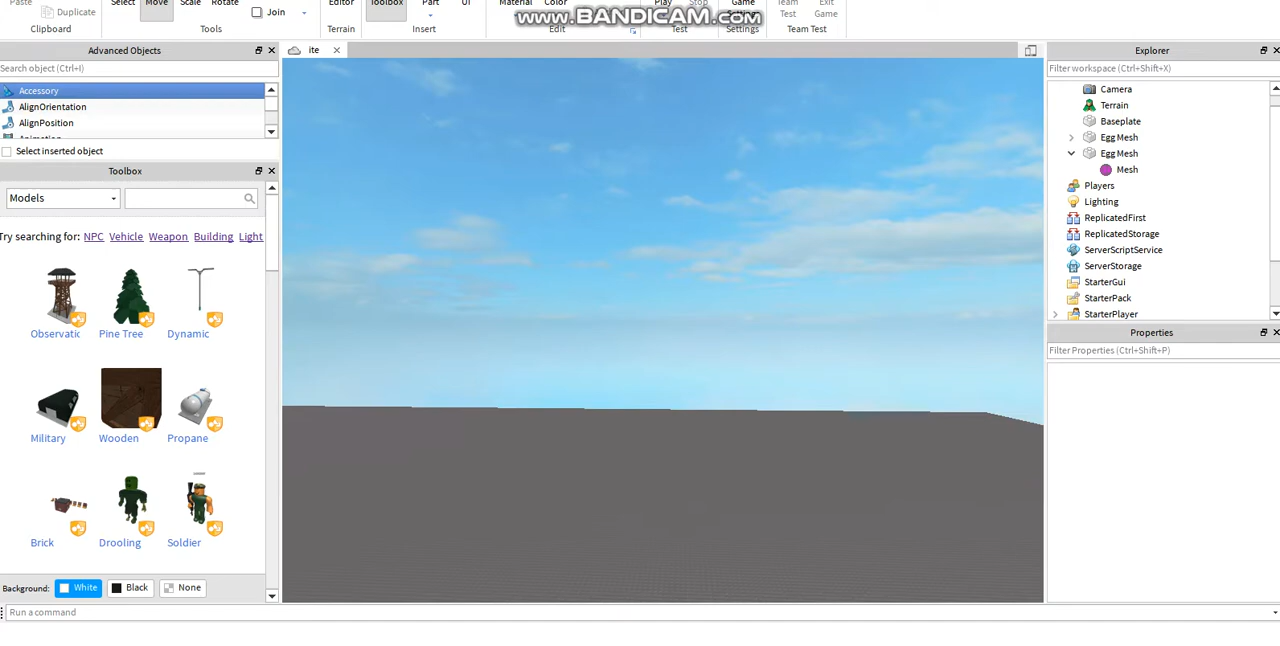 Paste Select Move Scale Rotate Editor Toolbox Part UI Material Color Play Game Team Exit
www.BANDICAM.com
Duplicate Join Settings Test Game
Clipboard Tools Terrain Insert Edit Test Settings Team Test
Advanced Objects ite Explorer
Search object (Ctrl+I) Filter workspace (Ctrl+Shift+X)
Accessory
AlignOrientation
AlignPosition
Animation
Select inserted object
Toolbox
Models
Try searching for: NPC Vehicle Weapon Building Light
Observatic Pine Tree Dynamic
Military Wooden Propane
Brick Drooling Soldier
Background: White Black None
Run a command
Camera
Terrain
Baseplate
Egg Mesh
Egg Mesh
Mesh
Players
Lighting
ReplicatedFirst
ReplicatedStorage
ServerScriptService
ServerStorage
StarterGui
StarterPack
StarterPlayer
Properties
Filter Properties (Ctrl+Shift+P)